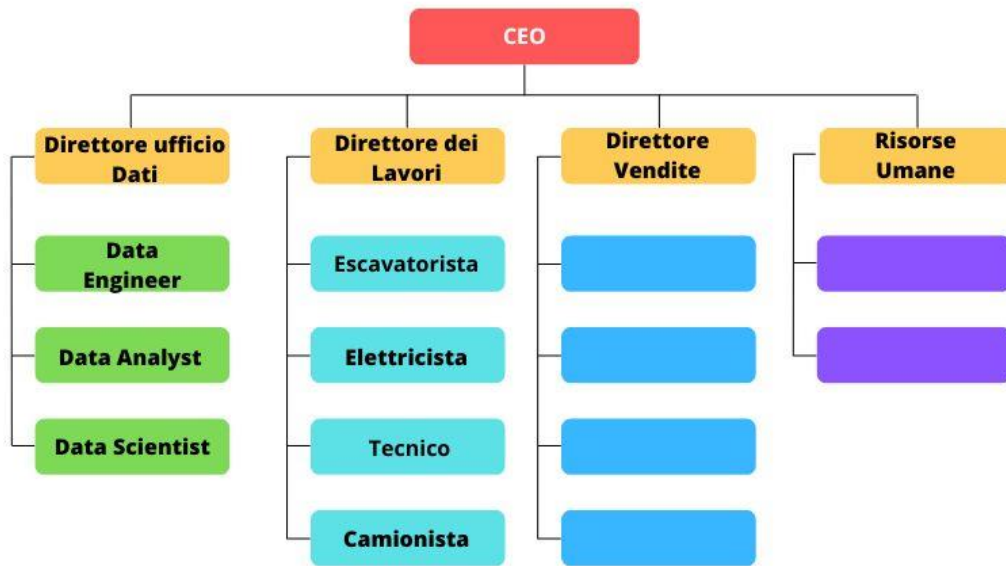 CEO
Direttore ufficio
Dati
Direttore dei
Lavori
Direttore
Vendite
Risorse
Umane
Data
Engineer
Escavatorista
Data Analyst
Elettricista
Data Scientist
Tecnico
Camionista